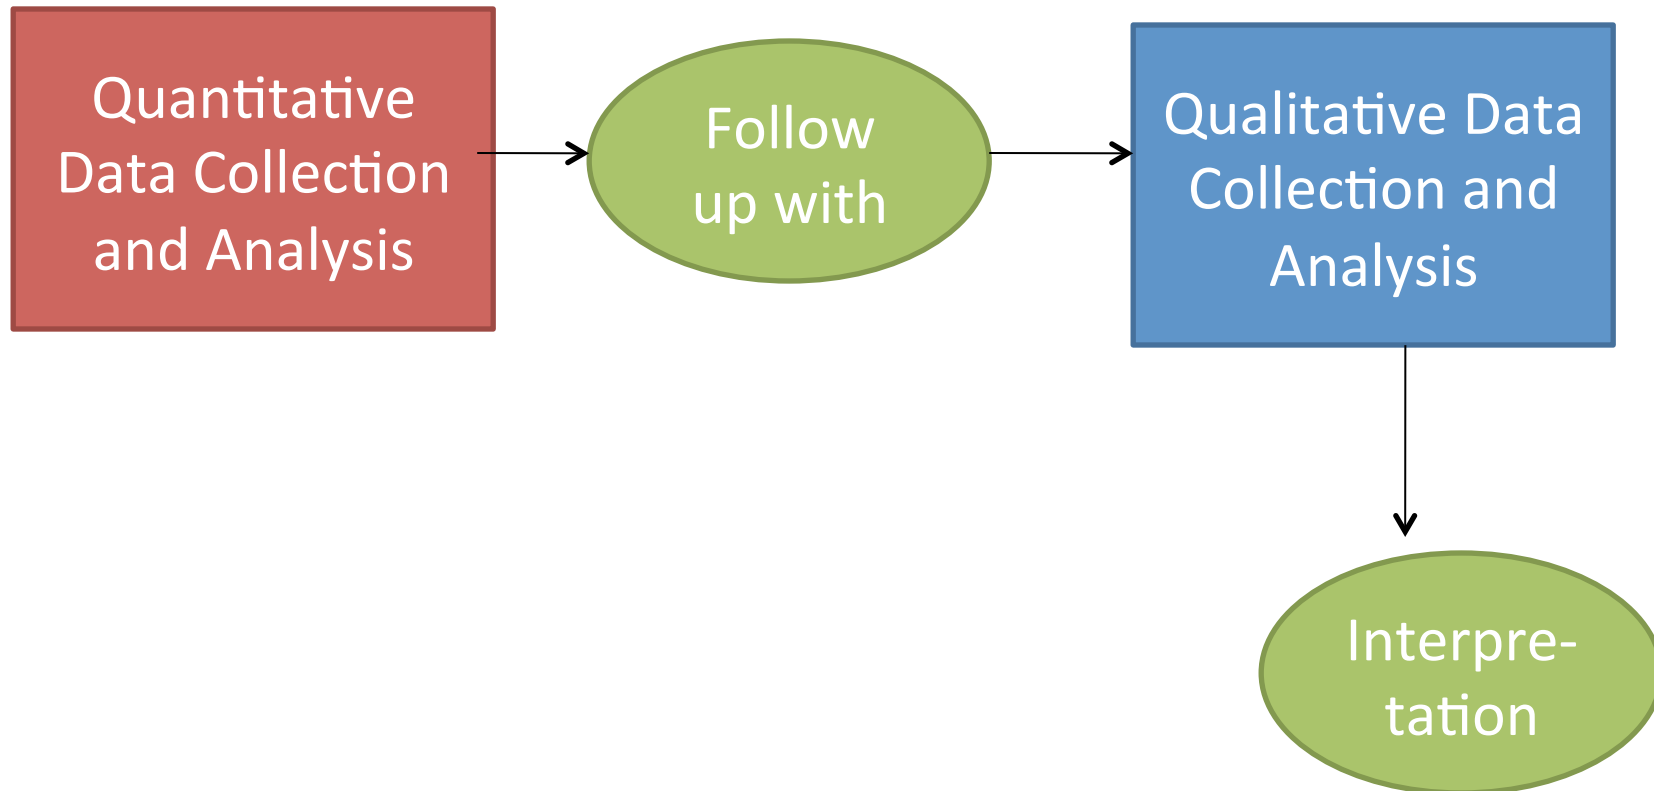 Quantitative
Data Collection
and Analysis
Follow
up with
Qualitative Data
Collection and
Analysis
Interpre-
tation